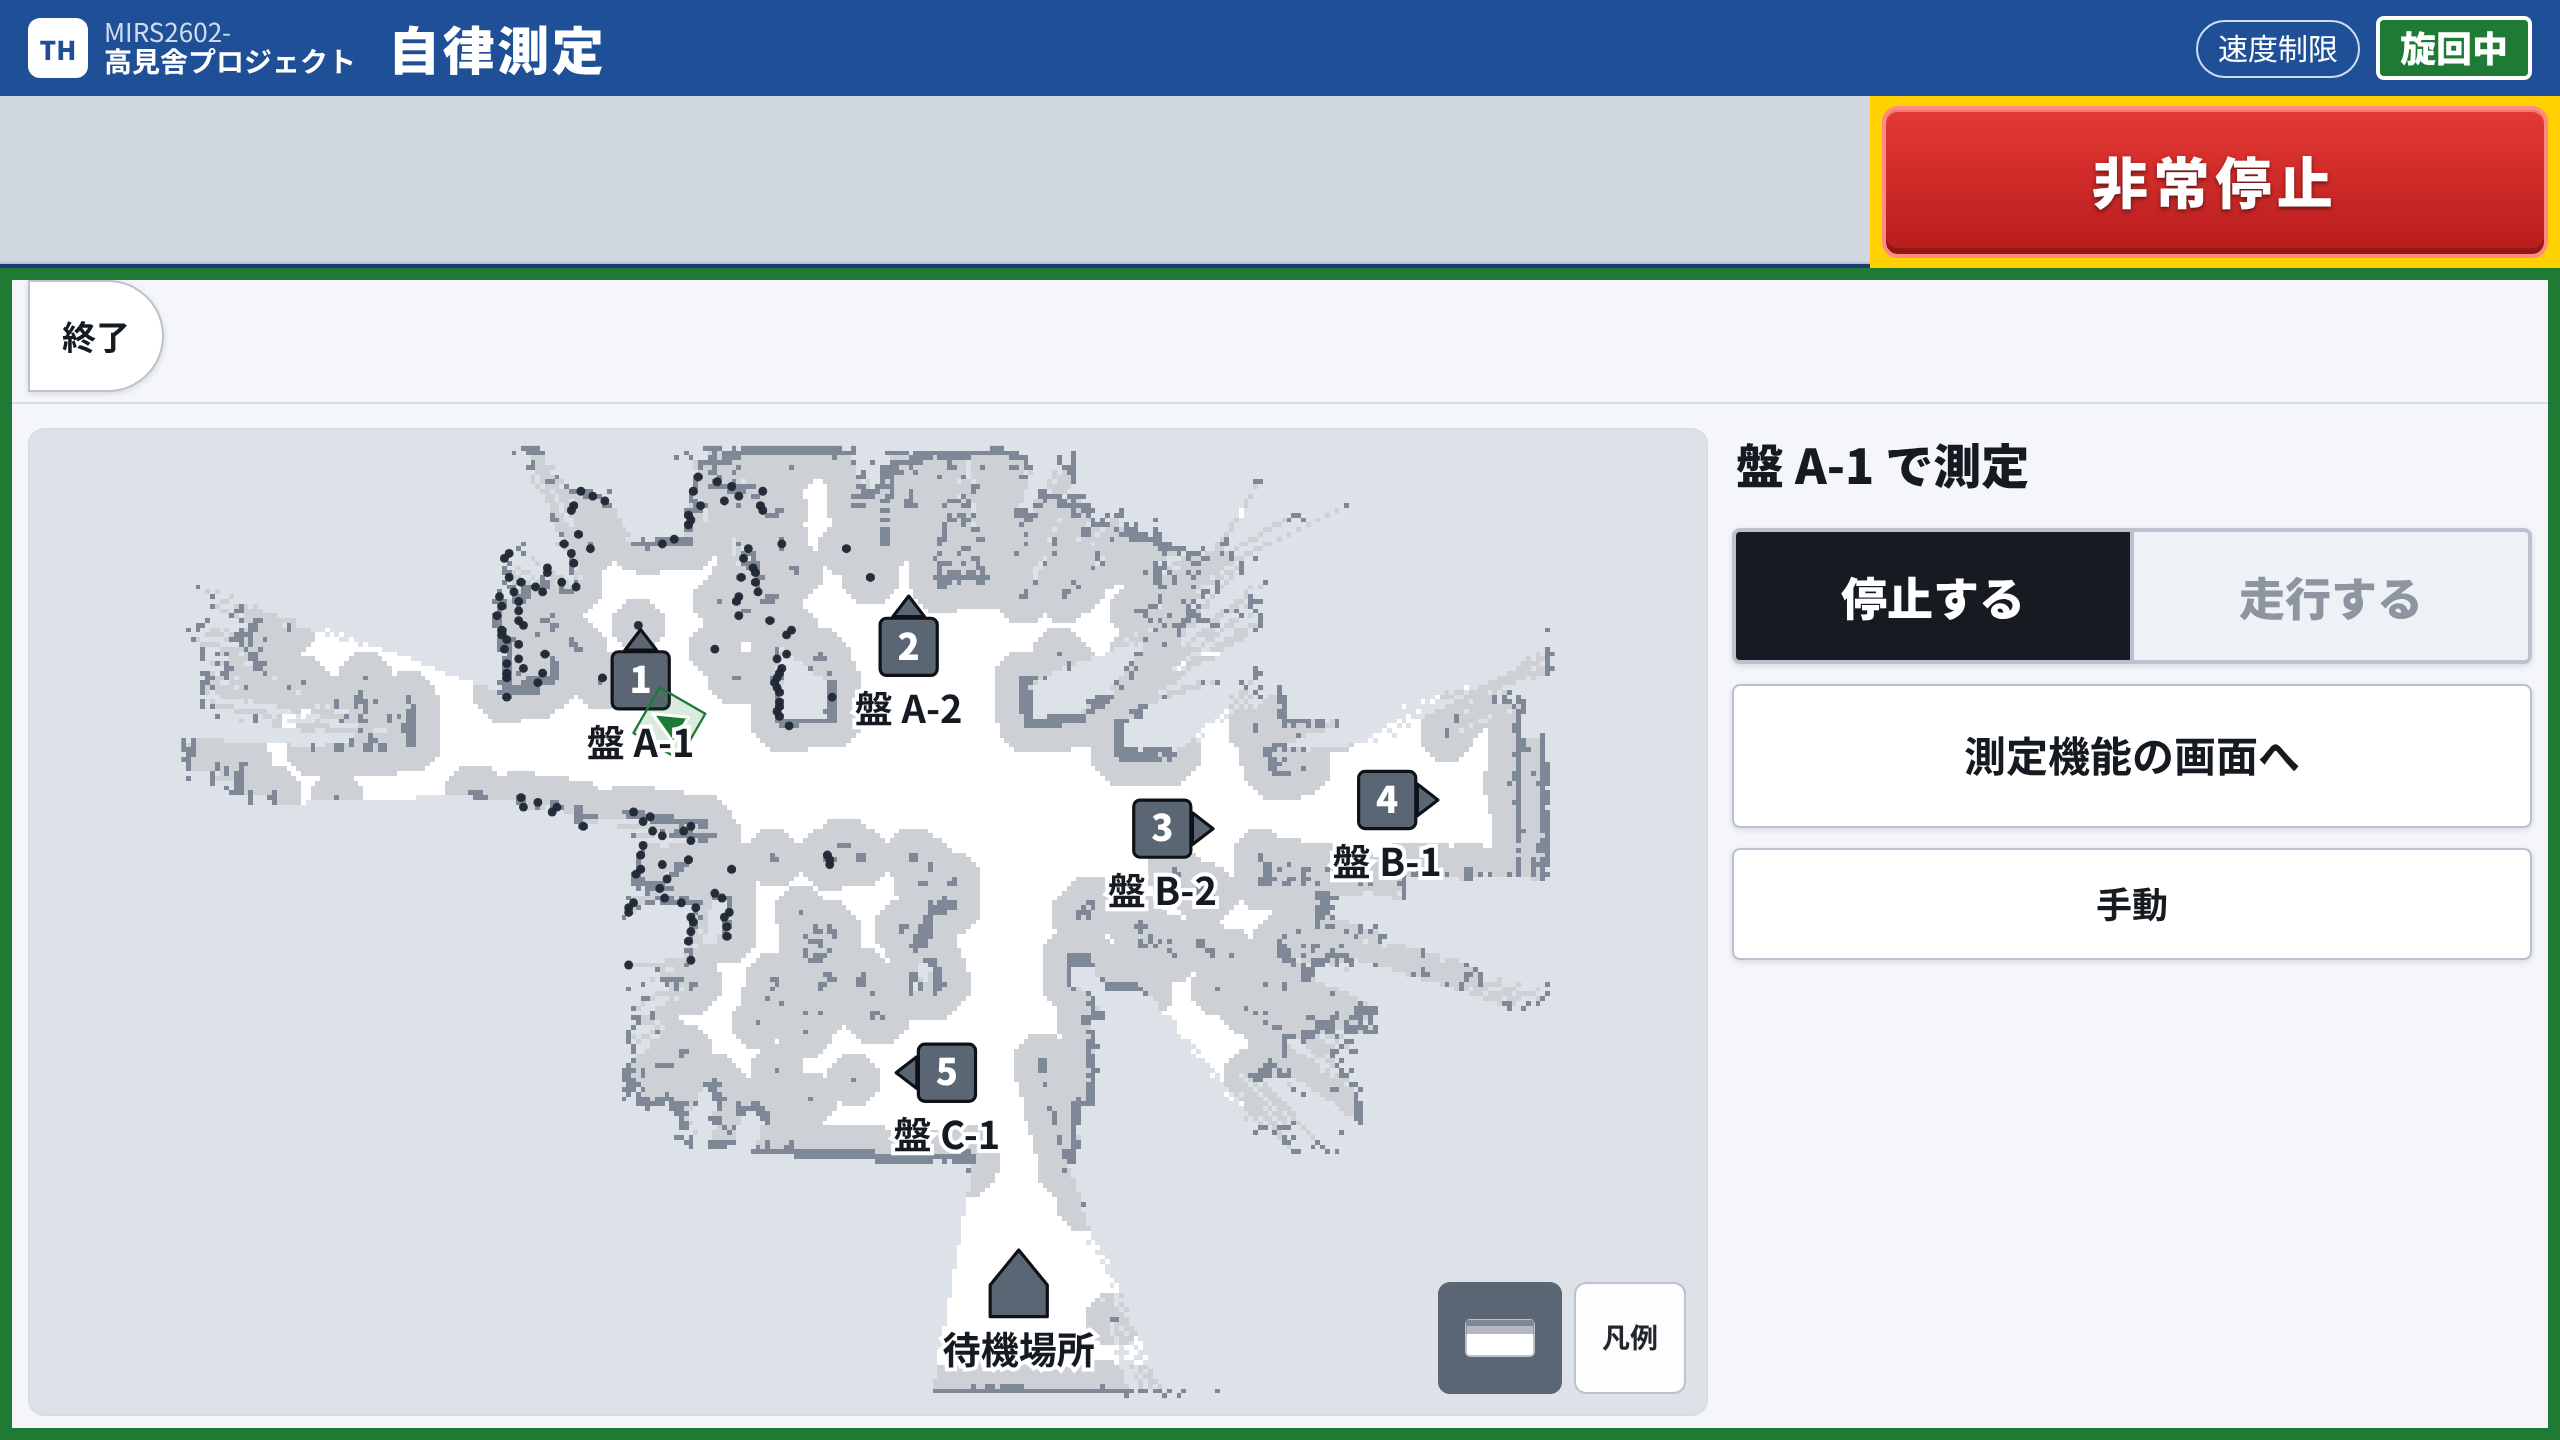 TH
MIRS2602-
高見舎プロジェクト
自律測定
速度制限
旋回中
非常停止
終了
盤 A-1 で測定
停止する
走行する
測定機能の画面へ
手動
1
盤 A-1
2
盤 A-2
3
盤 B-2
4
盤 B-1
5
盤 C-1
待機場所
凡例